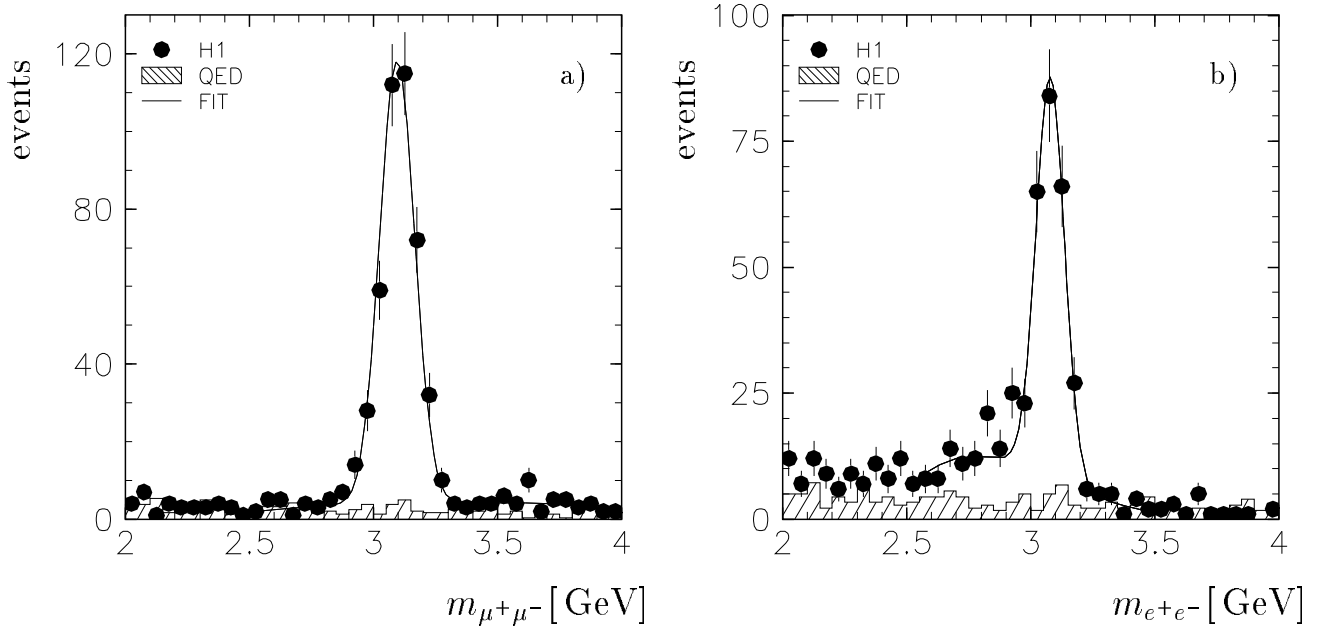 events
120
80
40
0
H1
QED
FIT
a)
2
2.5
3
3.5
4
m_{μ+μ-} [GeV]
events
100
75
50
25
0
H1
QED
FIT
b)
2
2.5
3
3.5
4
m_{e+e-} [GeV]